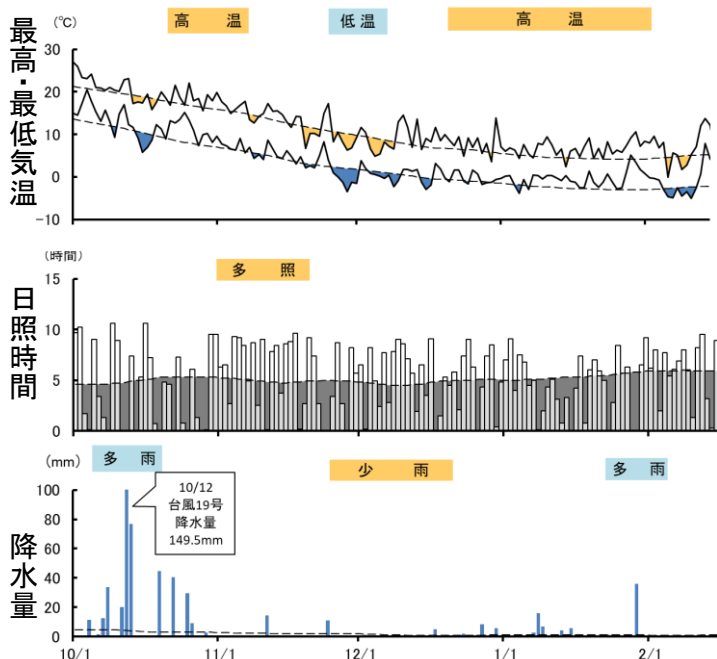 最高・最低気温
(℃)
高 温
低 温
高 温
30
20
10
0
-10
日照時間
(時間)
多 照
15
10
5
0
降水量
(mm)
多 雨
少 雨
多 雨
10/12
台風19号
降水量
149.5mm
100
80
60
40
20
0
10/1
11/1
12/1
1/1
2/1